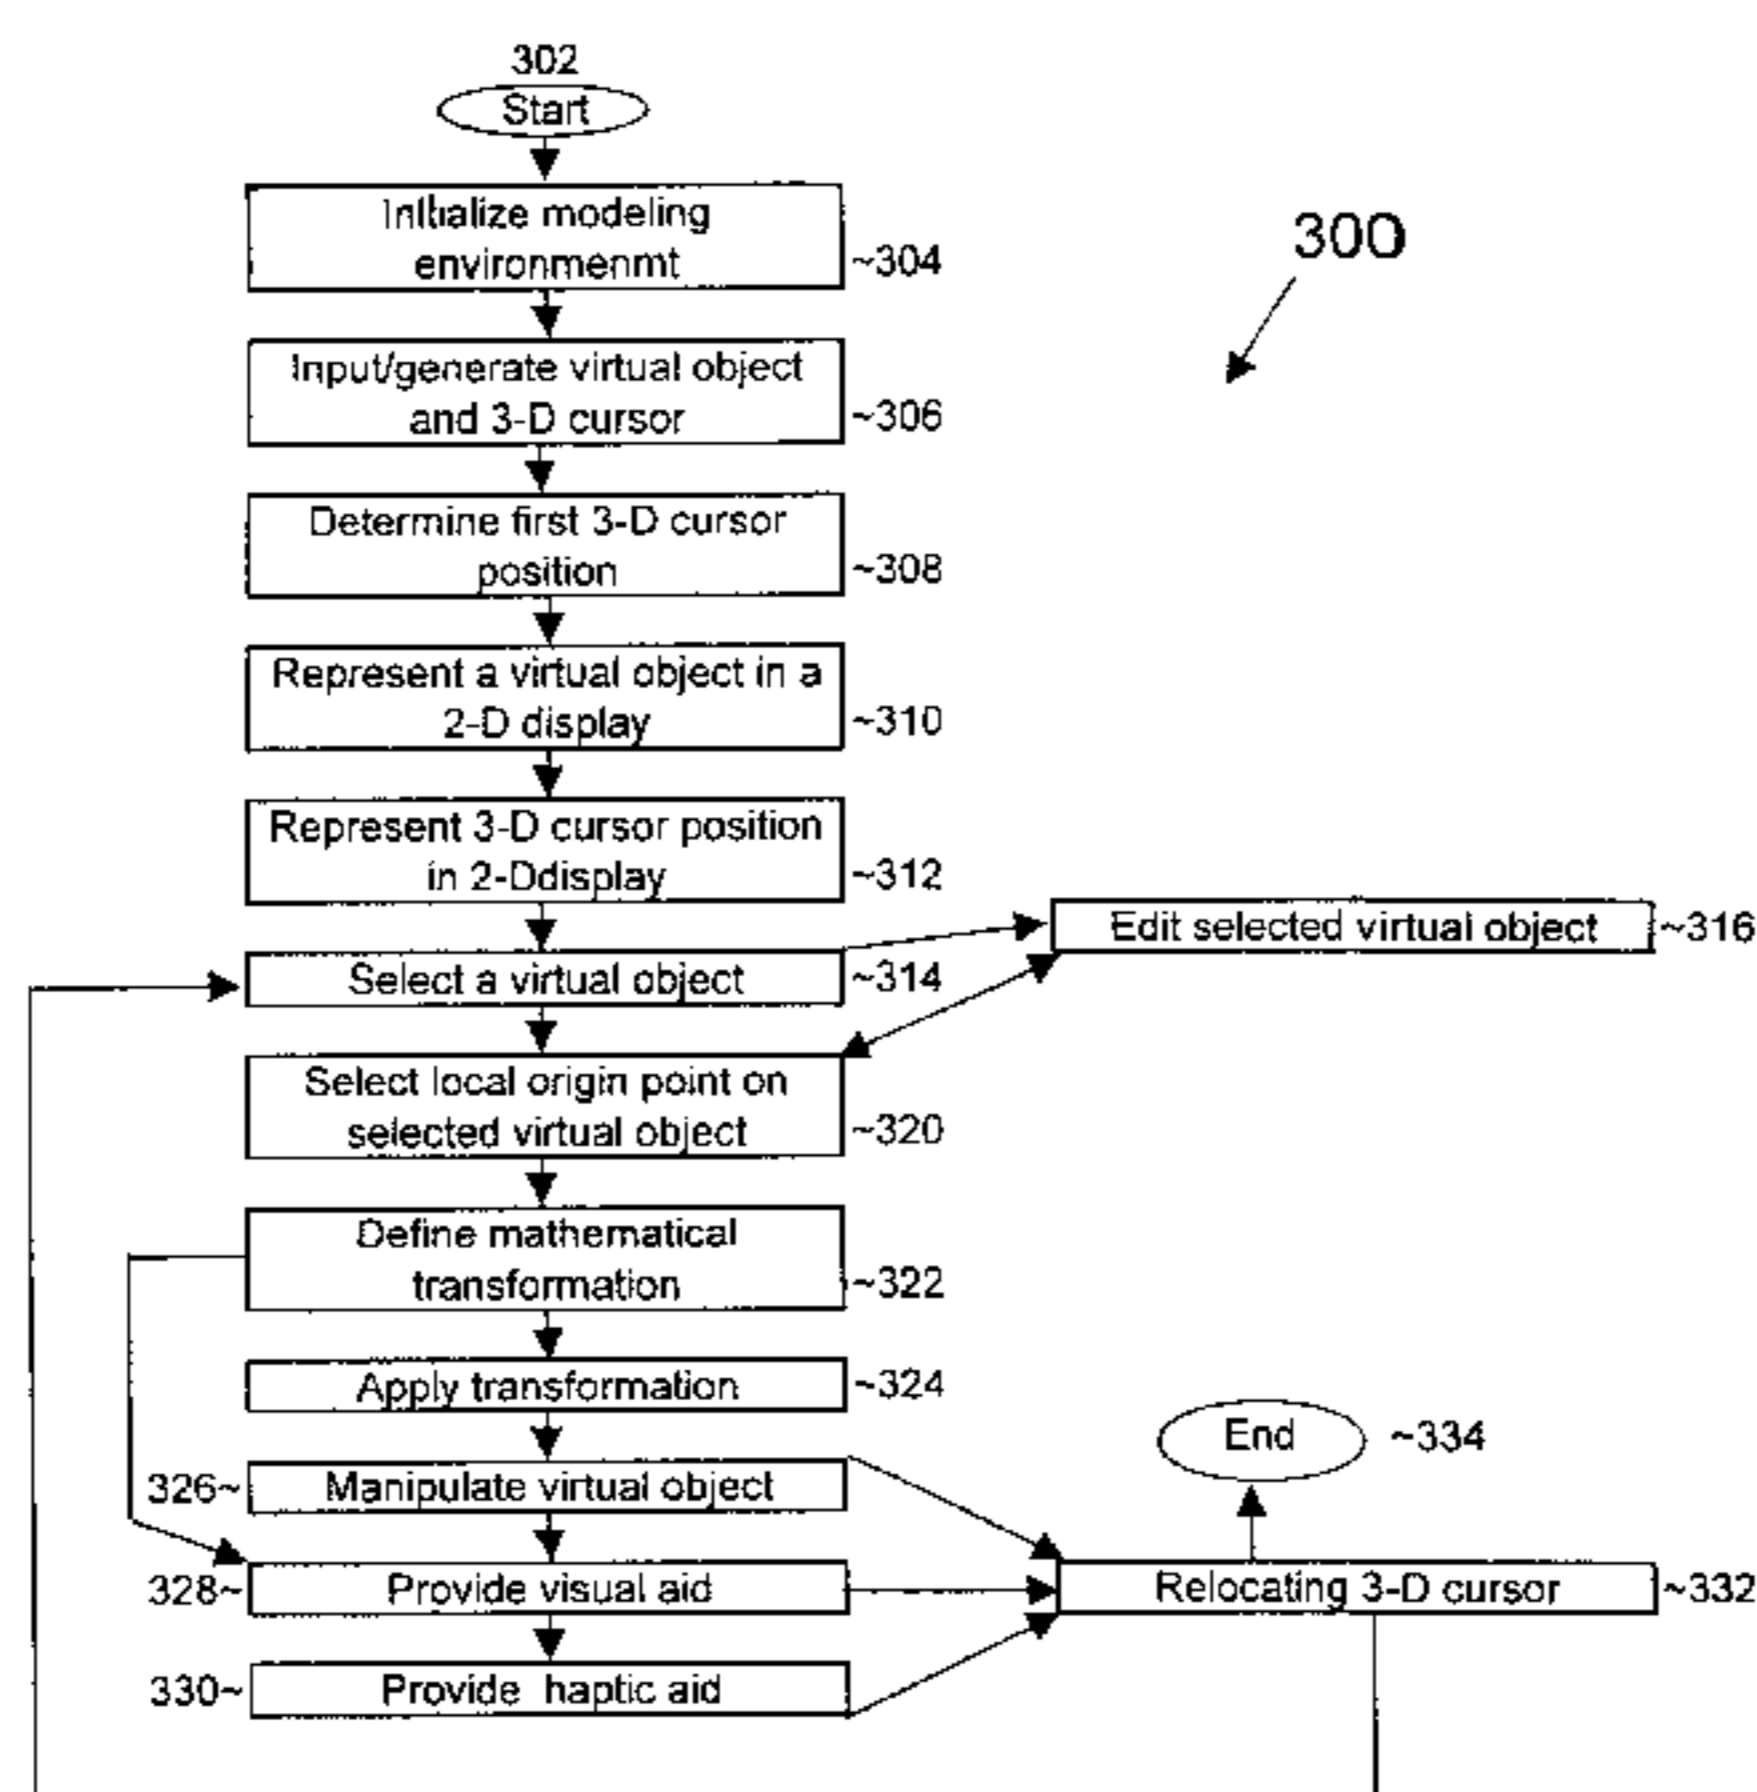 302
Start
Initialize modeling
environmenmt
~304
300
Input/generate virtual object
and 3-D cursor
~306
Determine first 3-D cursor
position
~308
Represent a virtual object in a
2-D display
~310
Represent 3-D cursor position
in 2-Ddisplay
~312
Edit selected virtual object
~316
Select a virtual object
~314
Select local origin point on
selected virtual object
~320
Define mathematical
transformation
~322
Apply transformation
~324
End
~334
326~
Manipulate virtual object
328~
Provide visual aid
Relocating 3-D cursor
~332
330~
Provide haptic aid